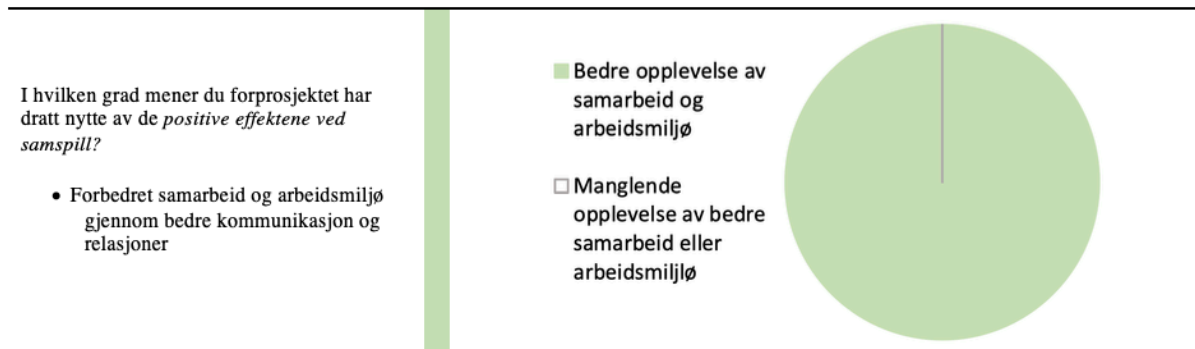 I hvilken grad mener du forprosjektet har
dratt nytte av de positive effektene ved
samspill?
• Forbedret samarbeid og arbeidsmiljø
gjennom bedre kommunikasjon og
relasjoner
Bedre opplevelse av
samarbeid og
arbeidsmiljø
Manglende
opplevelse av bedre
samarbeid eller
arbeidsmiljlø